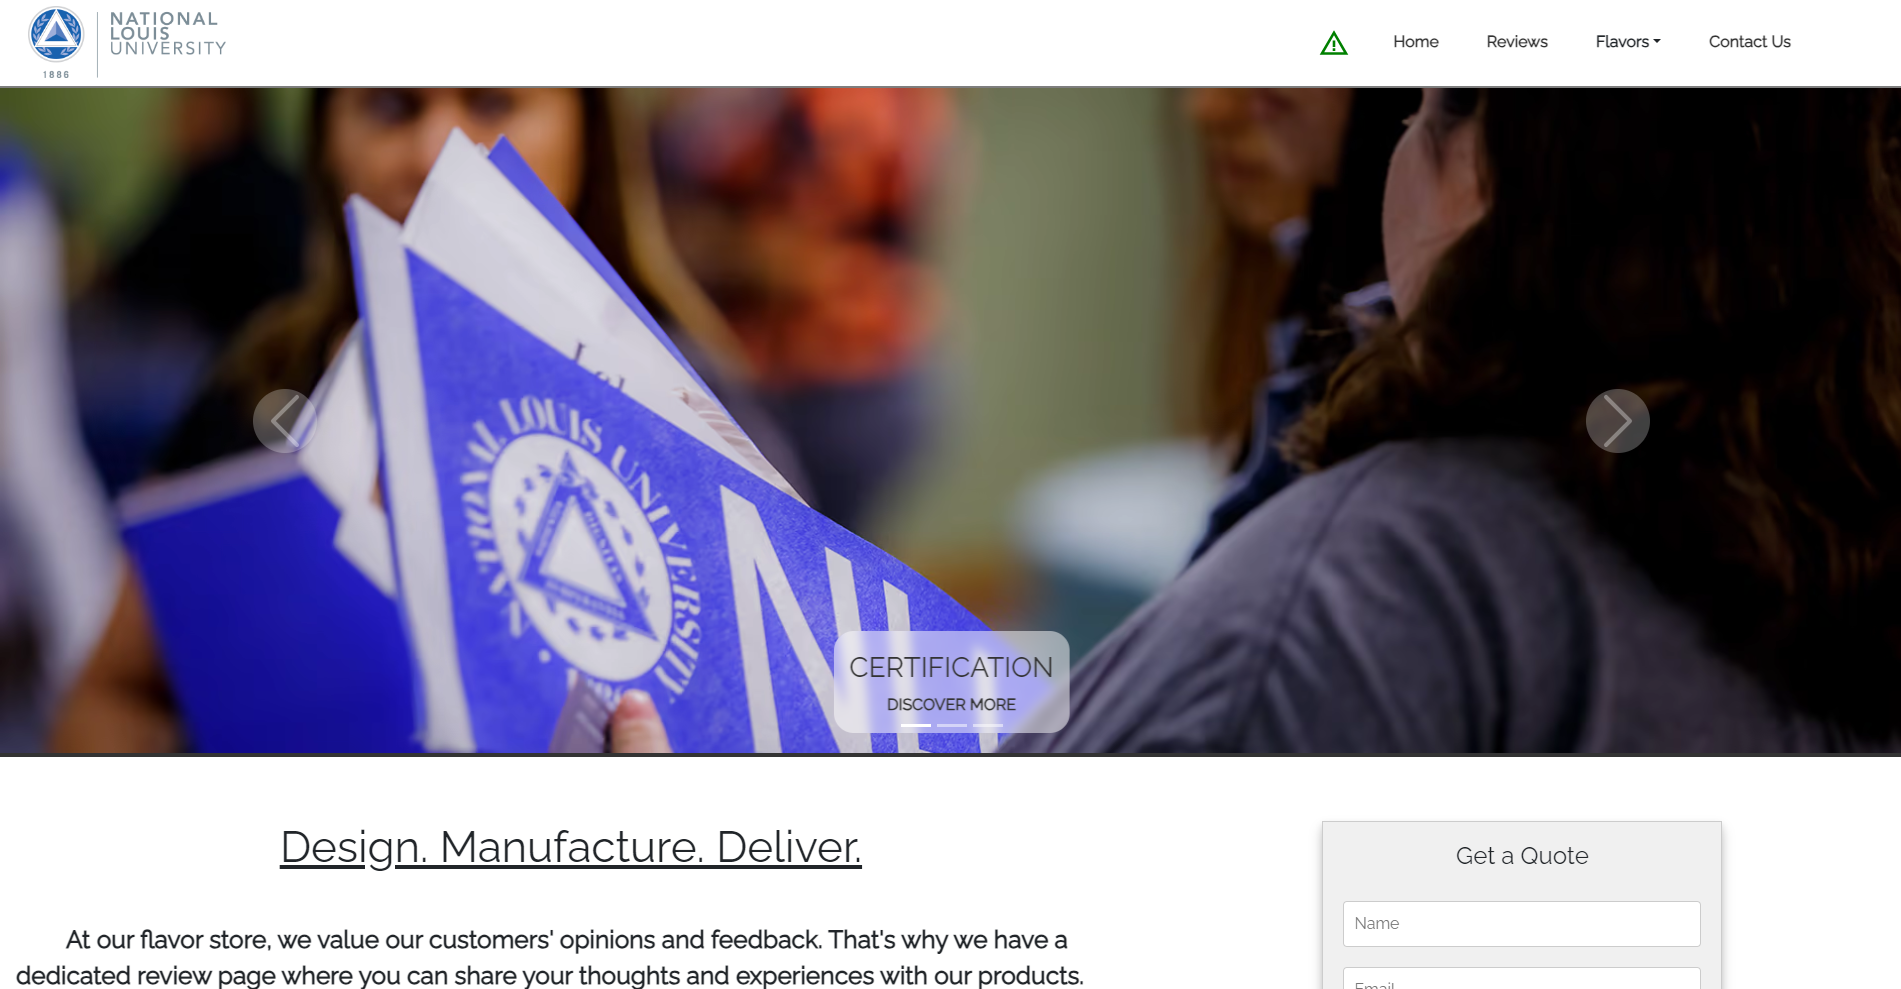 NATIONAL
LOUIS
UNIVERSITY
1886
Home
Reviews
Flavors
Contact Us
LOUIS UNIVERSITY
CERTIFICATION
DISCOVER MORE
Design. Manufacture. Deliver.
Get a Quote
Name
At our flavor store, we value our customers' opinions and feedback. That's why we have a
dedicated review page where you can share your thoughts and experiences with our products.
Email